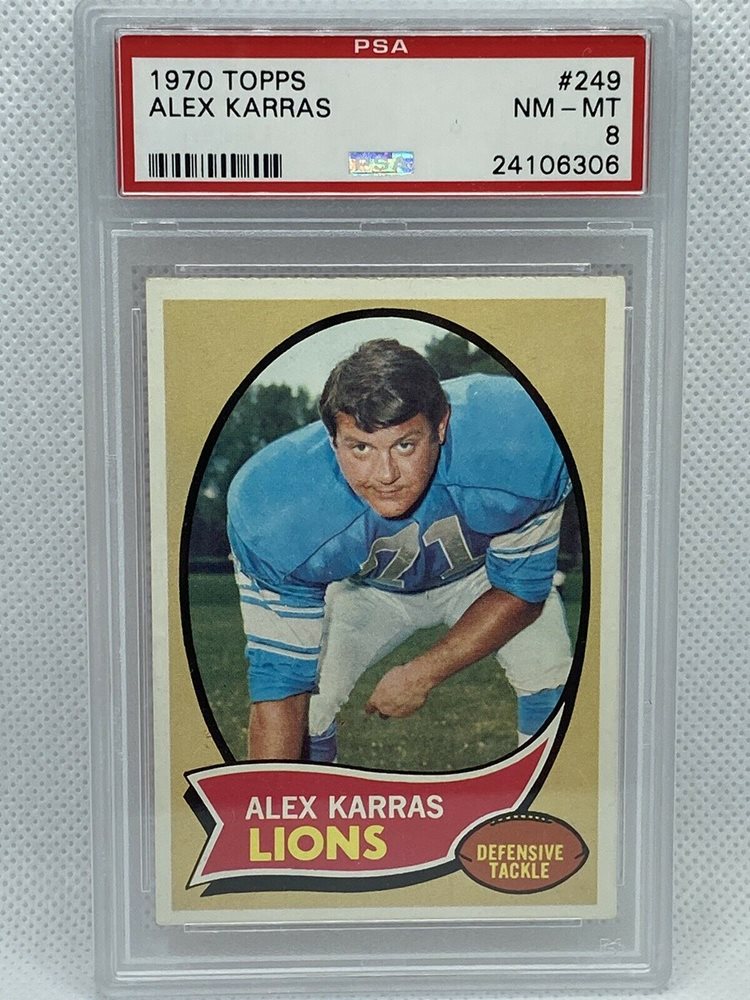 PSA
1970 TOPPS #249
ALEX KARRAS NM - MT
8
24106306
71
ALEX KARRAS
LIONS
DEFENSIVE
TACKLE